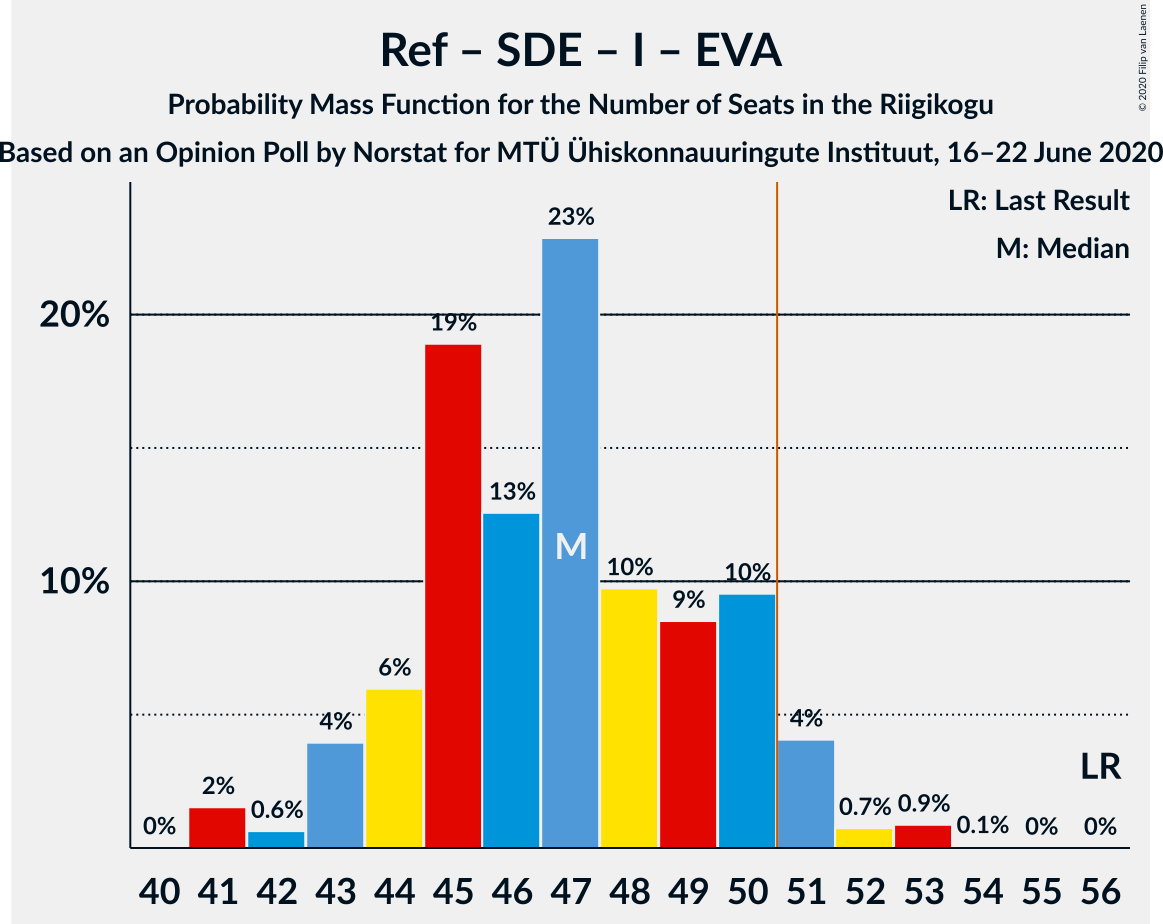 Ref – SDE – I – EVA
Probability Mass Function for the Number of Seats in the Riigikogu
Based on an Opinion Poll by Norstat for MTÜ Ühiskonnauuringute Instituut, 16–22 June 2020
© 2020 Filip van Laenen
LR: Last Result
M: Median
20%
10%
0%
2%
0.6%
4%
6%
19%
13%
23%
M
10%
9%
10%
4%
0.7%
0.9%
0.1%
0%
0%
LR
40 41 42 43 44 45 46 47 48 49 50 51 52 53 54 55 56